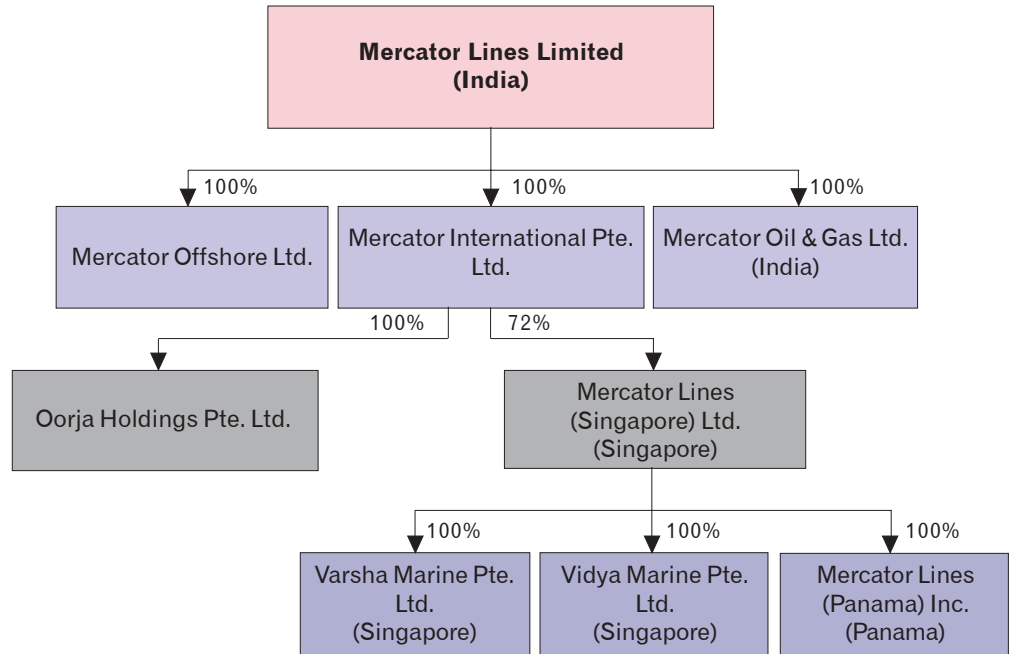 Mercator Lines Limited
(India)
100%
100%
100%
Mercator Offshore Ltd.
Mercator International Pte.
Ltd.
Mercator Oil & Gas Ltd.
(India)
100%
72%
Oorja Holdings Pte. Ltd.
Mercator Lines
(Singapore) Ltd.
(Singapore)
100%
100%
100%
Varsha Marine Pte.
Ltd.
(Singapore)
Vidya Marine Pte.
Ltd.
(Singapore)
Mercator Lines
(Panama) Inc.
(Panama)